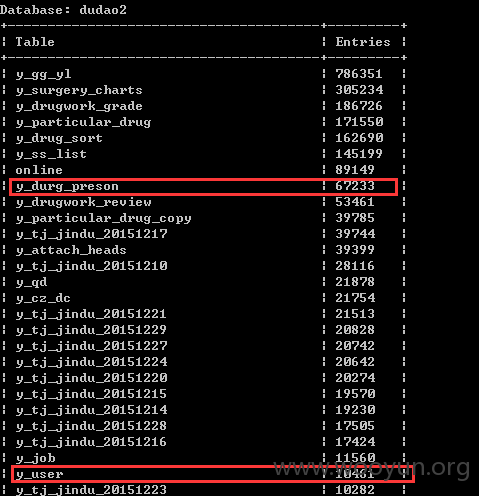 Database: dudao2
+---------------------------------------+---------+
¦ Table ¦ Entries ¦
+---------------------------------------+---------+
¦ y_gg_yl ¦ 786351 ¦
¦ y_surgery_charts ¦ 305234 ¦
¦ y_drugwork_grade ¦ 186726 ¦
¦ y_particular_drug ¦ 171550 ¦
¦ y_drug_sort ¦ 162690 ¦
¦ y_ss_list ¦ 145199 ¦
¦ online ¦ 89149 ¦
¦ y_durg_preson ¦ 67233 ¦
¦ y_drugwork_review ¦ 53461 ¦
¦ y_particular_drug_copy ¦ 39785 ¦
¦ y_tj_jindu_20151217 ¦ 39744 ¦
¦ y_attach_heads ¦ 39399 ¦
¦ y_tj_jindu_20151210 ¦ 28116 ¦
¦ y_qd ¦ 21878 ¦
¦ y_cz_dc ¦ 21754 ¦
¦ y_tj_jindu_20151221 ¦ 21513 ¦
¦ y_tj_jindu_20151229 ¦ 20828 ¦
¦ y_tj_jindu_20151227 ¦ 20742 ¦
¦ y_tj_jindu_20151224 ¦ 20642 ¦
¦ y_tj_jindu_20151220 ¦ 20274 ¦
¦ y_tj_jindu_20151215 ¦ 19570 ¦
¦ y_tj_jindu_20151214 ¦ 19230 ¦
¦ y_tj_jindu_20151228 ¦ 17505 ¦
¦ y_tj_jindu_20151216 ¦ 17424 ¦
¦ y_job ¦ 11560 ¦
¦ y_user ¦ 10481 ¦
¦ y_tj_jindu_20151223 ¦ 10282 ¦
www.wooyun.org